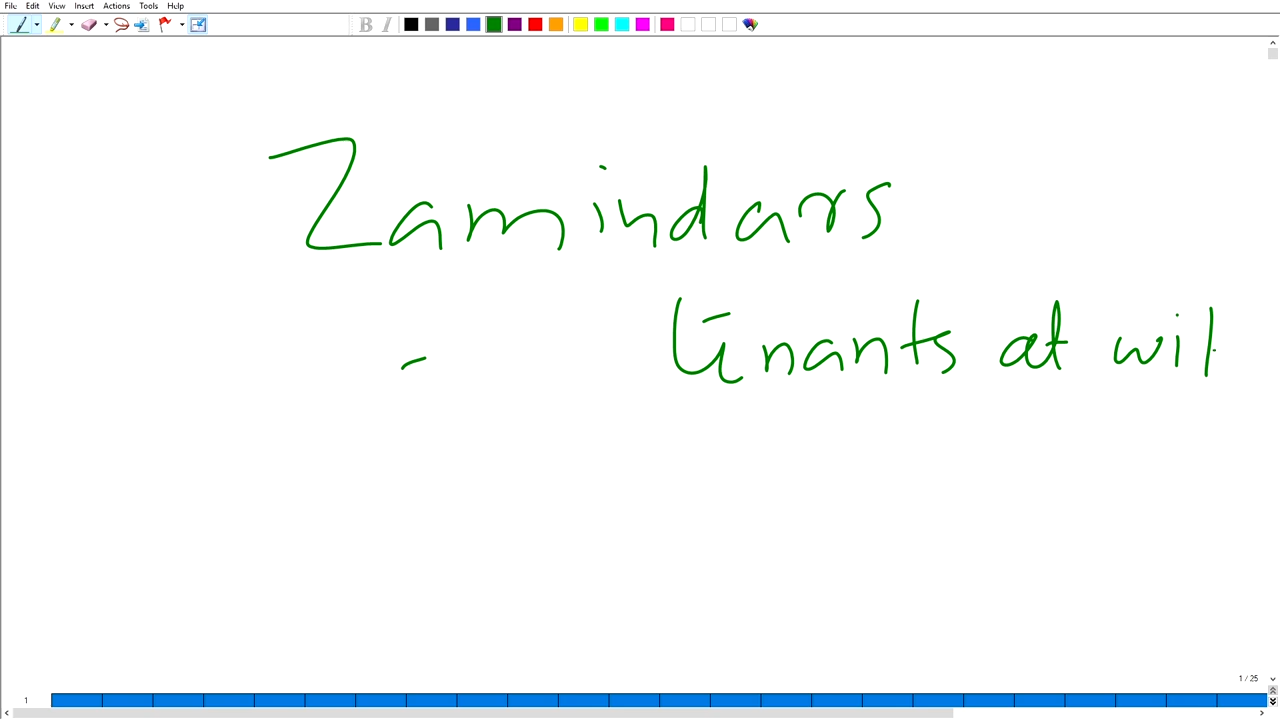 File Edit View Insert Actions Tools Help
B I
Zamindars
tenants at wil
1 / 25
1